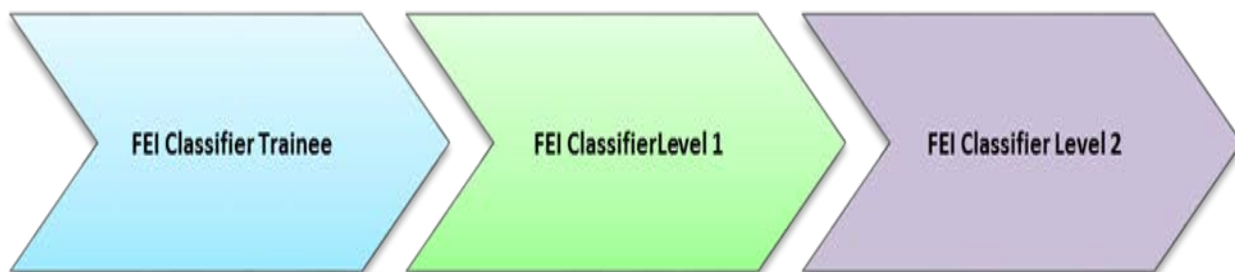 FEI Classifier Trainee
FEI ClassifierLevel 1
FEI Classifier Level 2